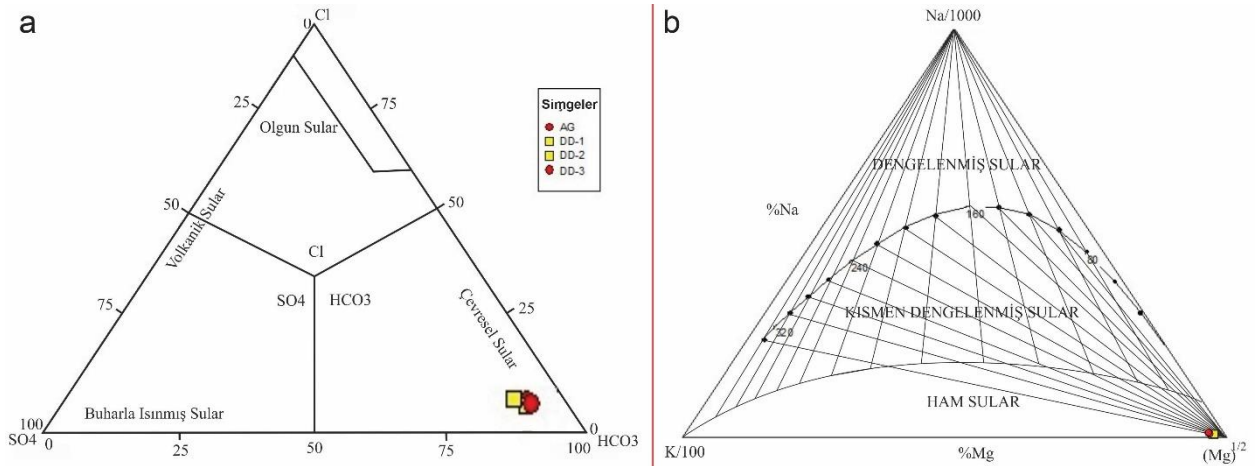 a
Cl
0
25
75
Olgun Sular
Simgeler
AG
DD-1
DD-2
DD-3
50
50
Volkanik Sular
Cl
SO4 HCO3
75
25
Çevresel Sular
Buharla Isınmış Sular
100
0
SO4
0
25
50
75
100
HCO3
b
Na/1000
DENGELENMİŞ SULAR
%Na
160
80
240
KISMEN DENGELENMİŞ SULAR
320
HAM SULAR
K/100
%Mg
(Mg)1/2